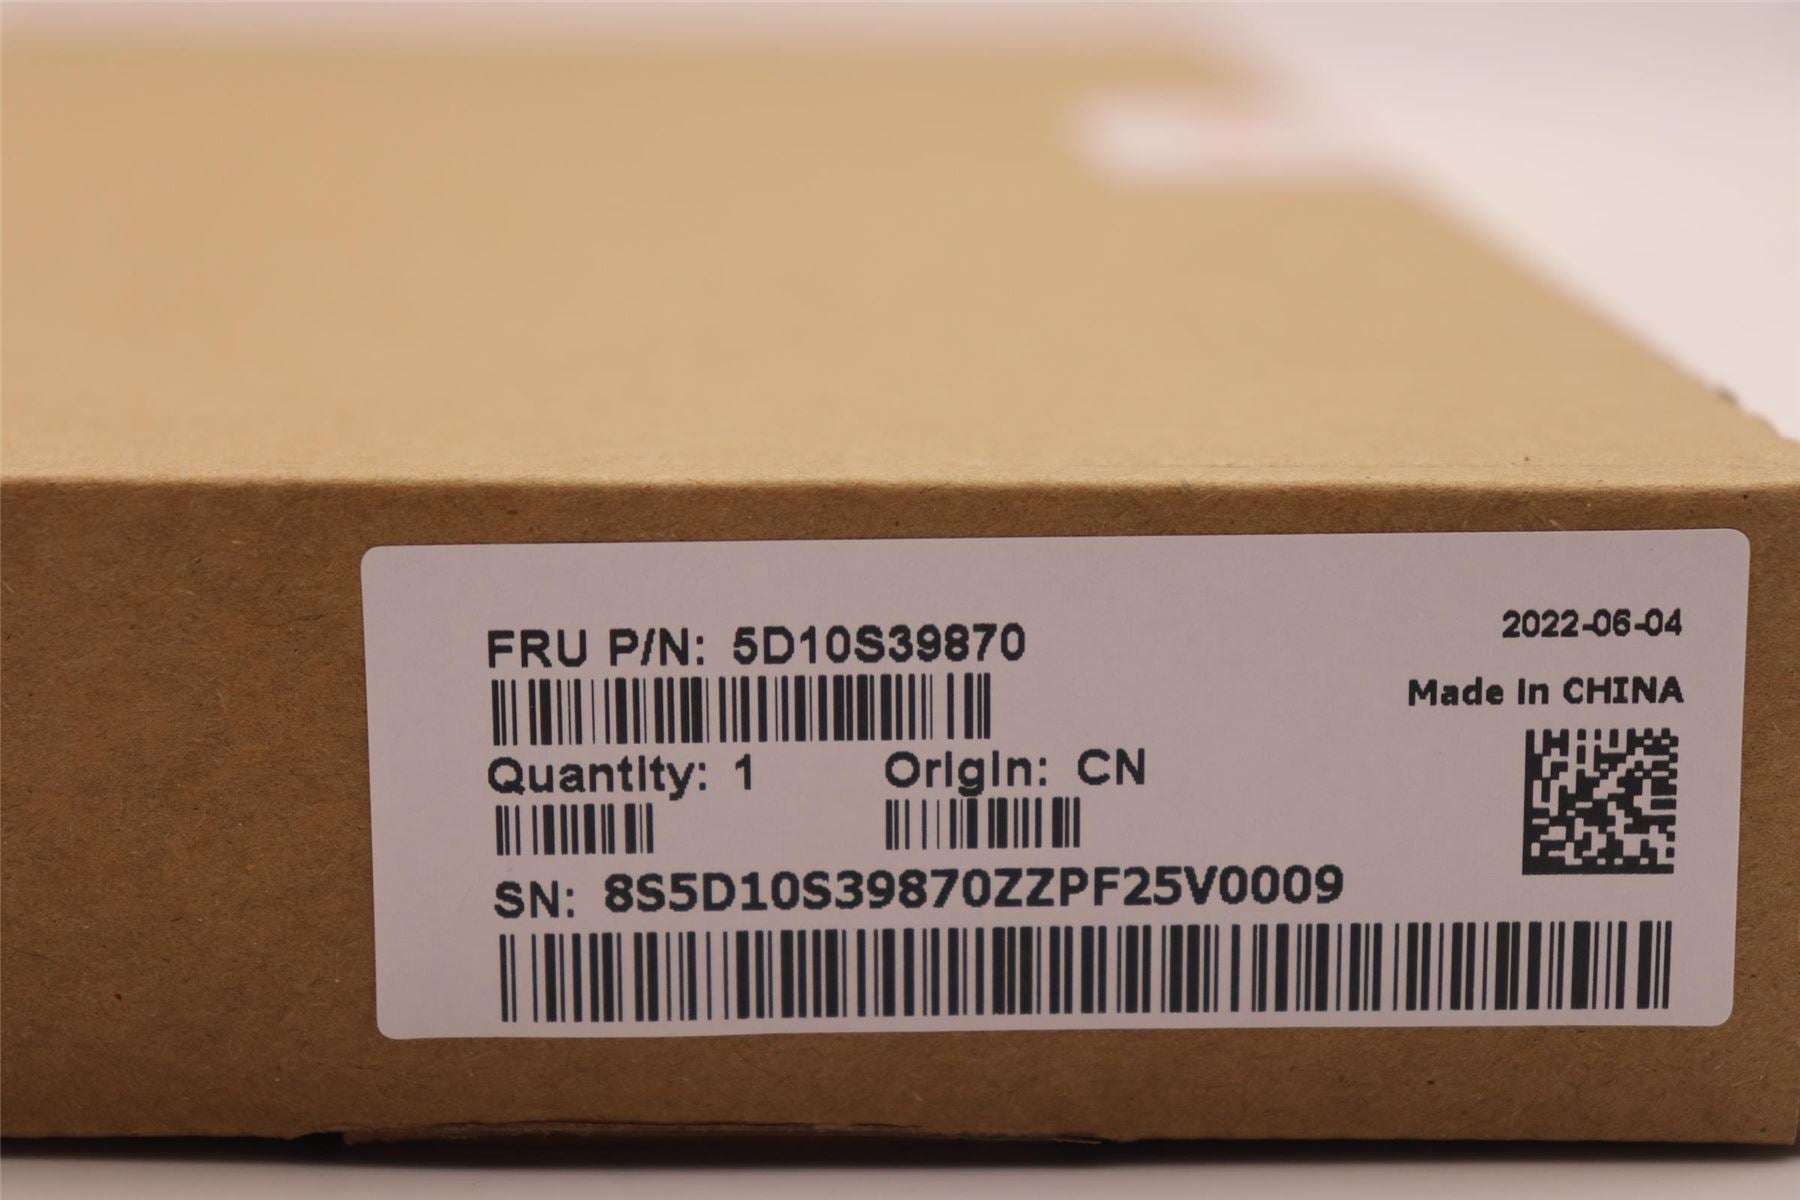 FRU P/N: 5D10S39870
2022-06-04
Made in CHINA
Quantity: 1
Origin: CN
SN: 8S5D10S39870ZZPF25V0009